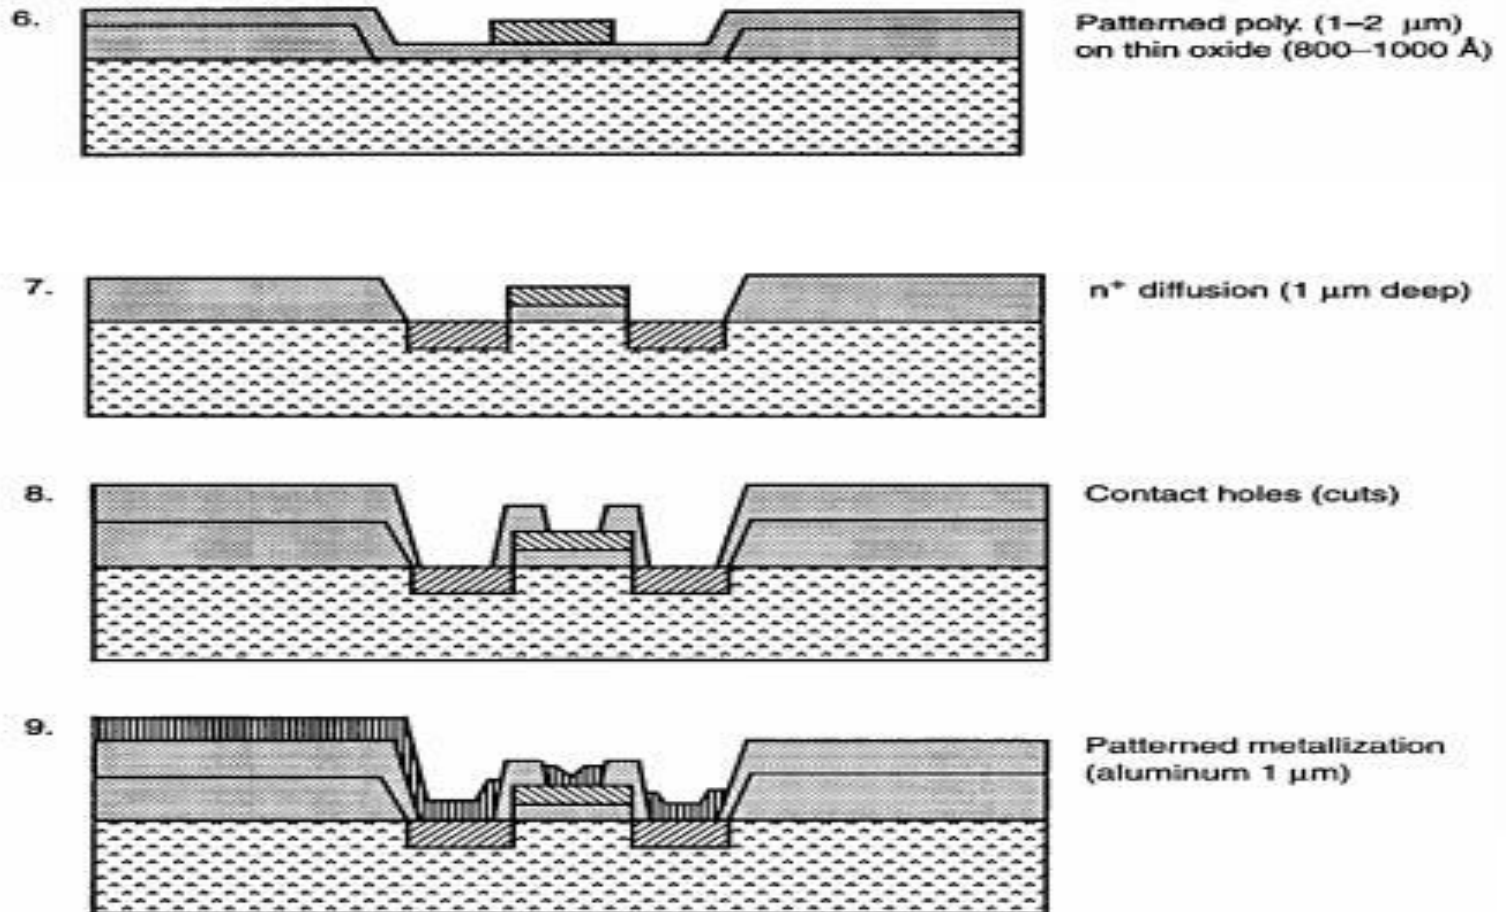 6.
Patterned poly. (1–2 µm)
on thin oxide (800–1000 Å)
7.
n⁺ diffusion (1 µm deep)
8.
Contact holes (cuts)
9.
Patterned metallization
(aluminum 1 µm)